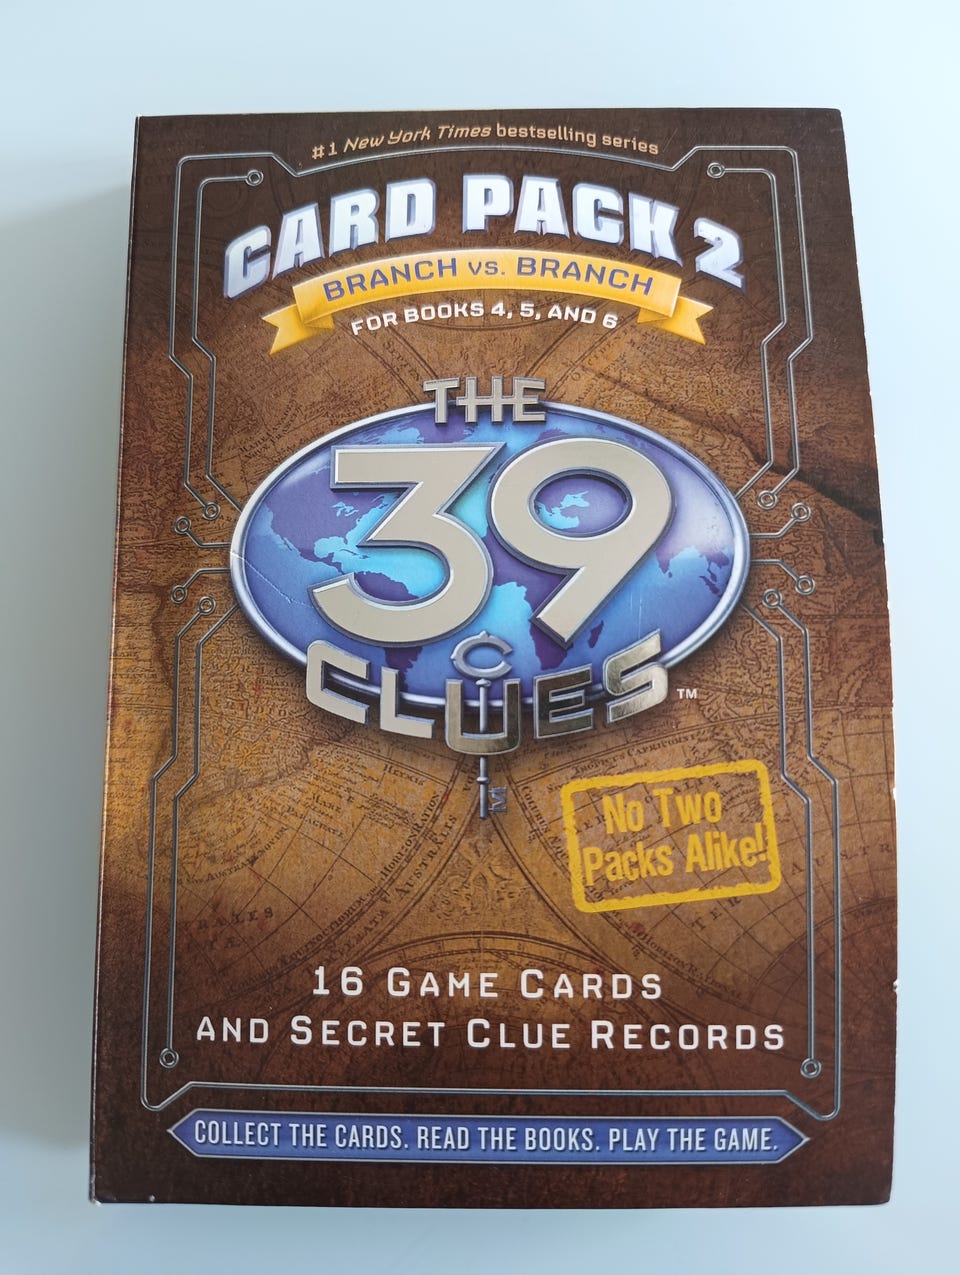 #1 New York Times bestselling series
CARD PACK 2
BRANCH VS. BRANCH
FOR BOOKS 4, 5, AND 6
THE
39
CLUES™
No Two
Packs Alike!
16 GAME CARDS
AND SECRET CLUE RECORDS
COLLECT THE CARDS. READ THE BOOKS. PLAY THE GAME.